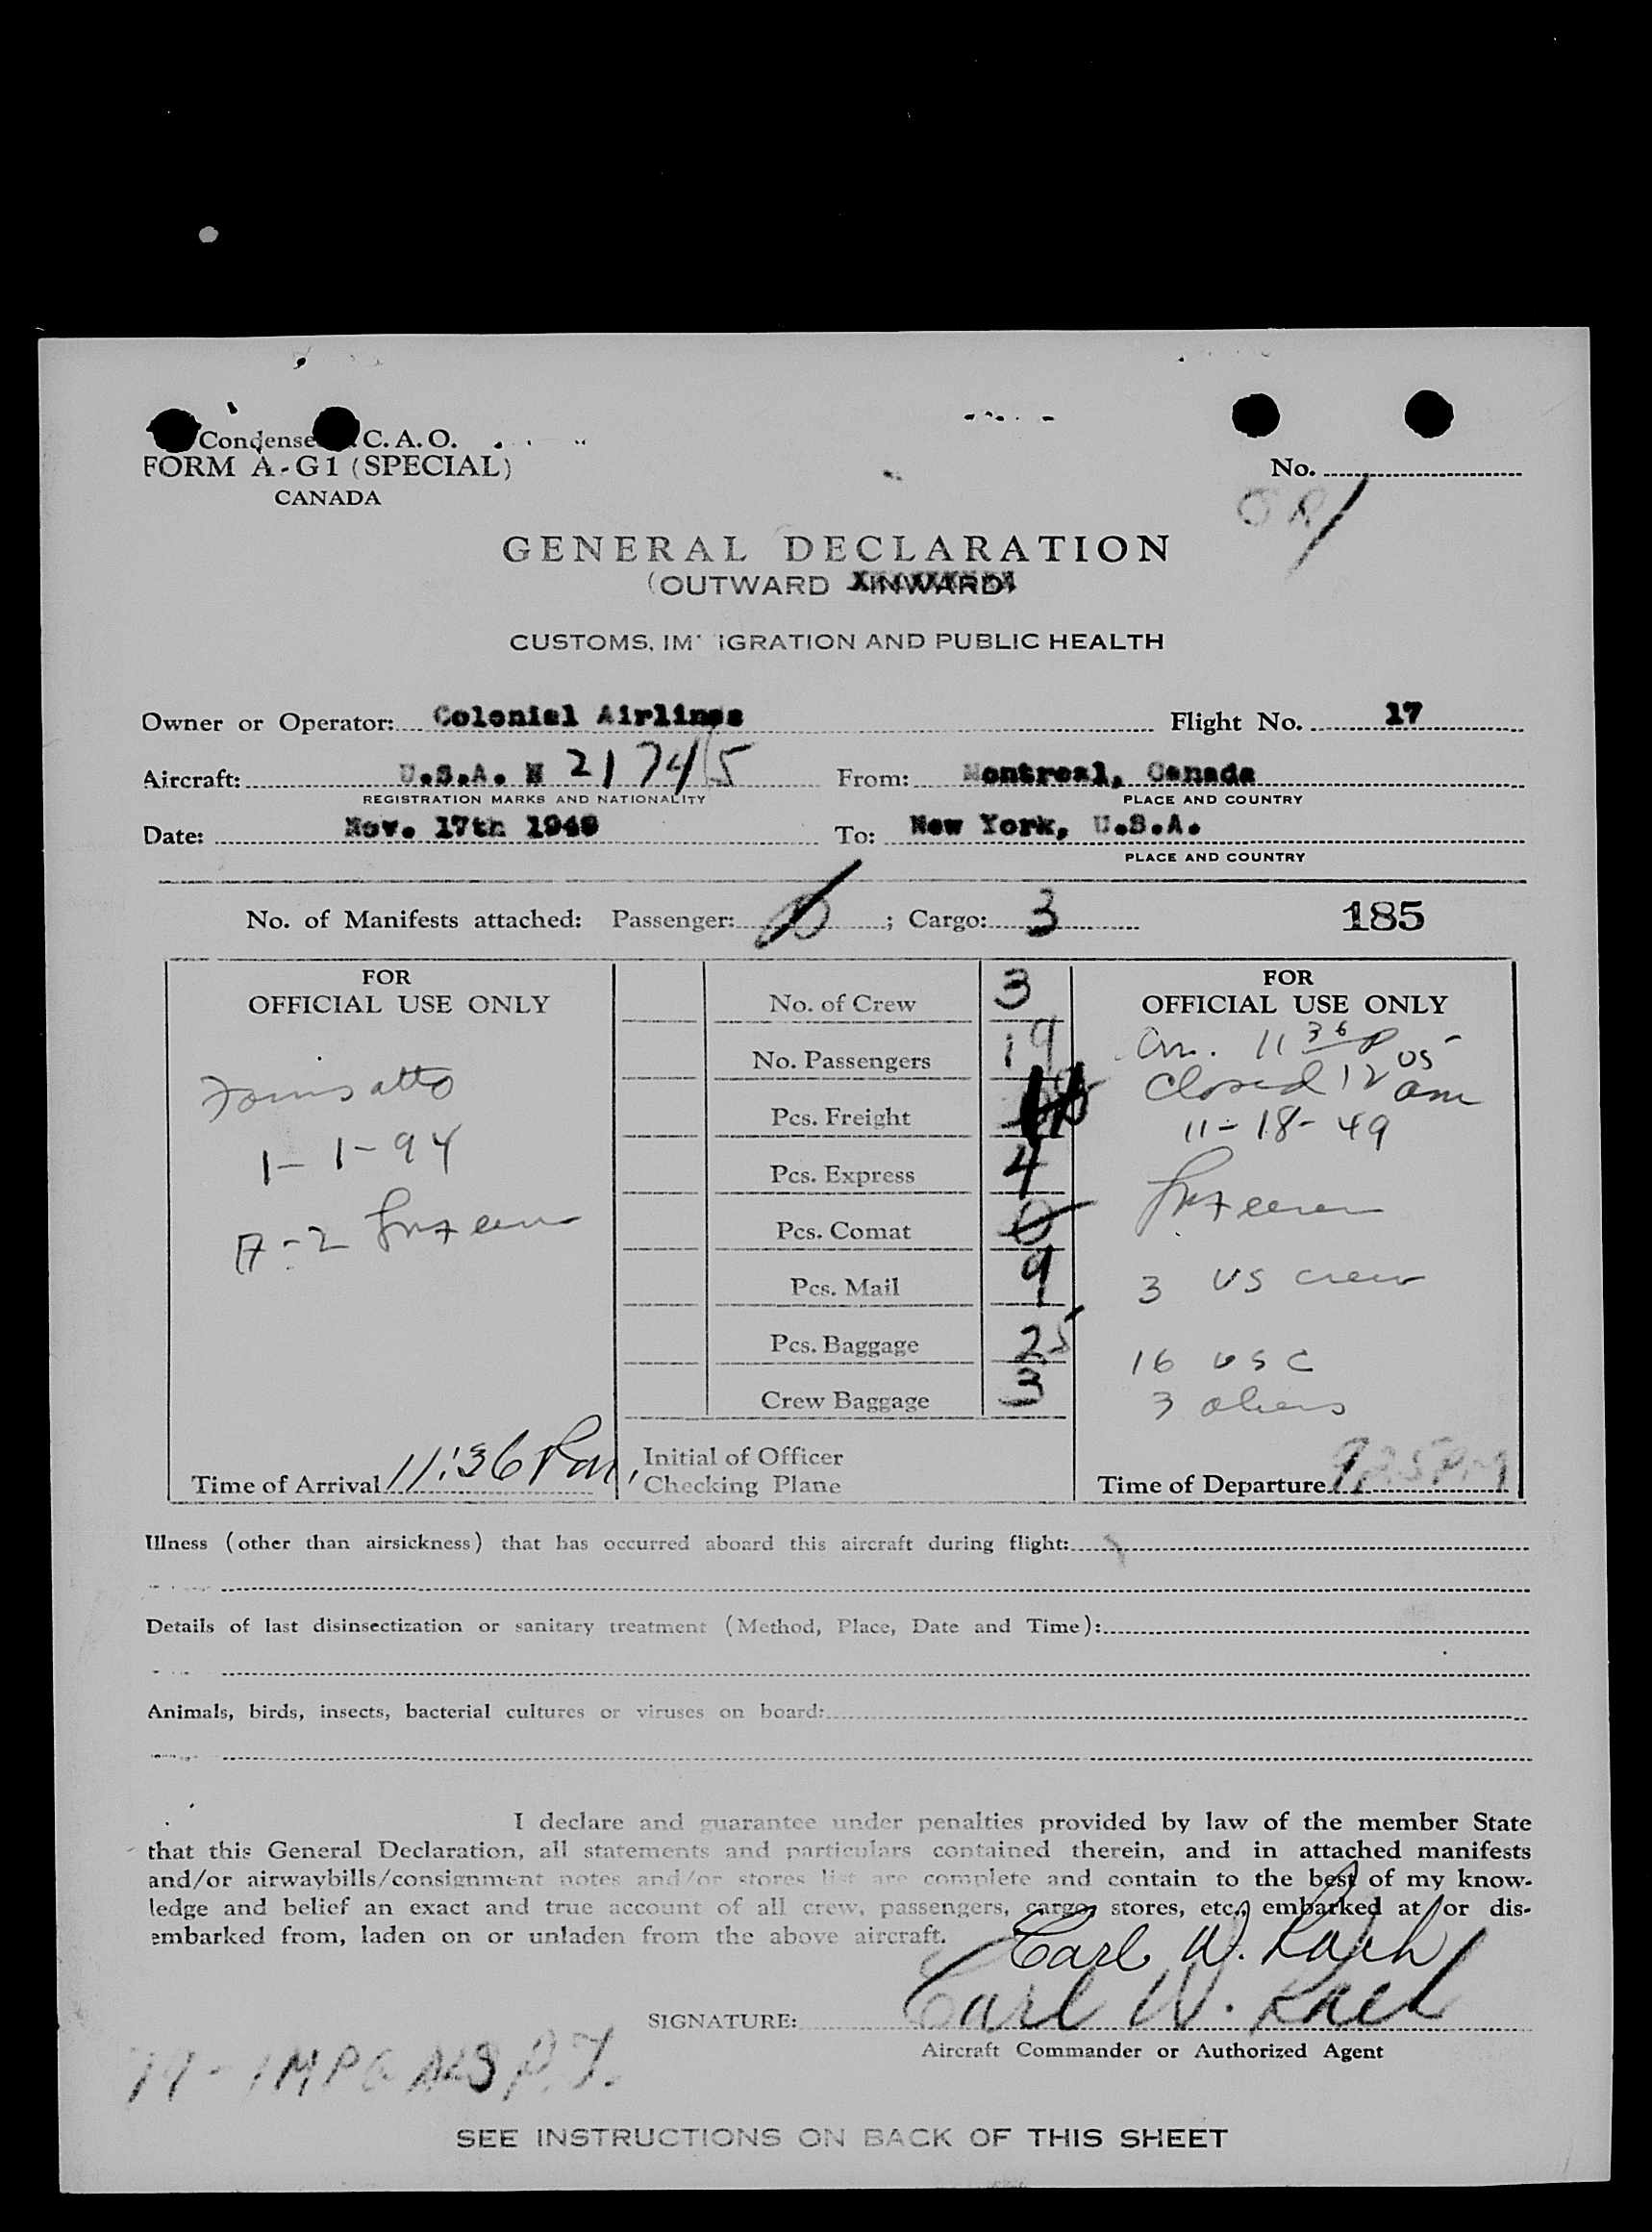 Condense C. A. O.
FORM A-G1 (SPECIAL)
CANADA
No.
GENERAL DECLARATION
(OUTWARD INWARD)
CUSTOMS, IM IGRATION AND PUBLIC HEALTH
Owner or Operator: Colonial Airlines Flight No. 17
Aircraft: U.S.A. N 21745 From: Montreal, Canada
REGISTRATION MARKS AND NATIONALITY PLACE AND COUNTRY
Date: Nov. 17th 1949 To: New York, U.S.A.
PLACE AND COUNTRY
No. of Manifests attached: Passenger: 0; Cargo: 3 185
FOR
OFFICIAL USE ONLY
1-1-94
A-2
Time of Arrival 11:36 Pm.
No. of Crew 3
No. Passengers 19
Pcs. Freight
Pcs. Express 4
Pcs. Comat 0
Pcs. Mail 9
Pcs. Baggage 25
Crew Baggage 3
Initial of Officer
Checking Plane
FOR
OFFICIAL USE ONLY
Arr. 11 36 P
Closed 12 05 am
11-18-49
3 US crew
16 USC
3 aliens
Time of Departure 9:25PM
Illness (other than airsickness) that has occurred aboard this aircraft during flight:
Details of last disinsectization or sanitary treatment (Method, Place, Date and Time):
Animals, birds, insects, bacterial cultures or viruses on board:
I declare and guarantee under penalties provided by law of the member State
that this General Declaration, all statements and particulars contained therein, and in attached manifests
and/or airwaybills/consignment notes and/or stores list are complete and contain to the best of my know-
ledge and belief an exact and true account of all crew, passengers, cargo, stores, etc., embarked at/or dis-
embarked from, laden on or unladen from the above aircraft.
Carl W.
SIGNATURE: Carl W.
Aircraft Commander or Authorized Agent
SEE INSTRUCTIONS ON BACK OF THIS SHEET